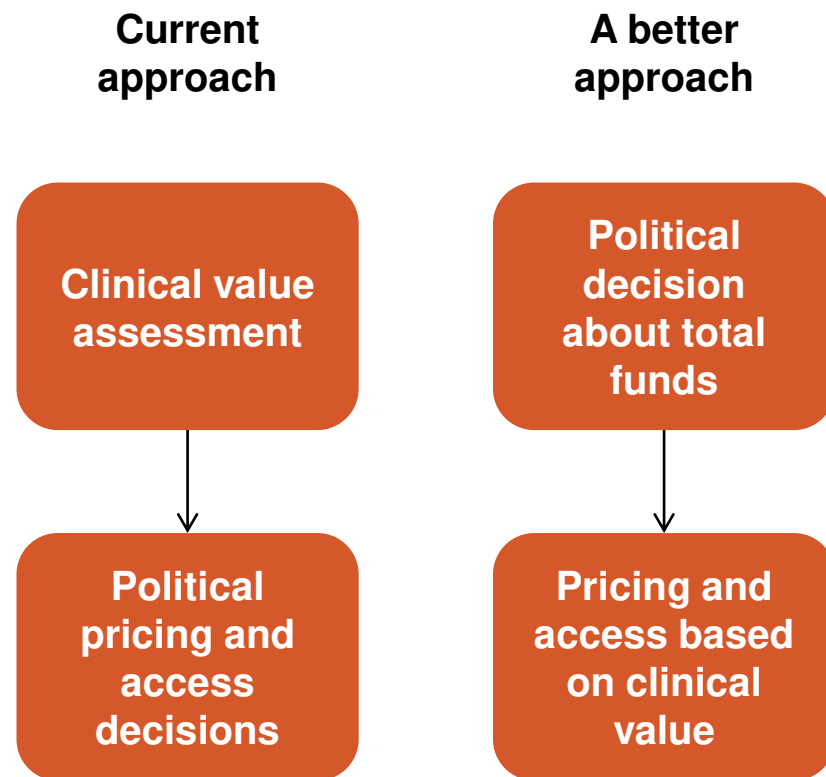 Current
approach
A better
approach
Clinical value
assessment
Political
decision
about total
funds
Political
pricing and
access
decisions
Pricing and
access based
on clinical
value